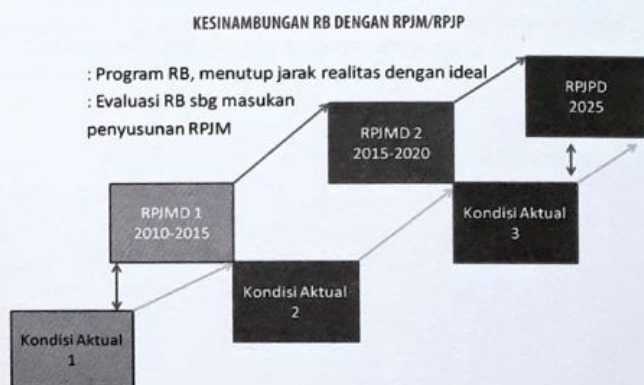 KESINAMBUNGAN RB DENGAN RPJM/RPJP
: Program RB, menutup jarak realitas dengan ideal
: Evaluasi RB sbg masukan
penyusunan RPJM
RPJPD
2025
RPJMD 2
2015-2020
RPJMD 1
2010-2015
Kondisi Aktual
3
Kondisi Aktual
2
Kondisi Aktual
1